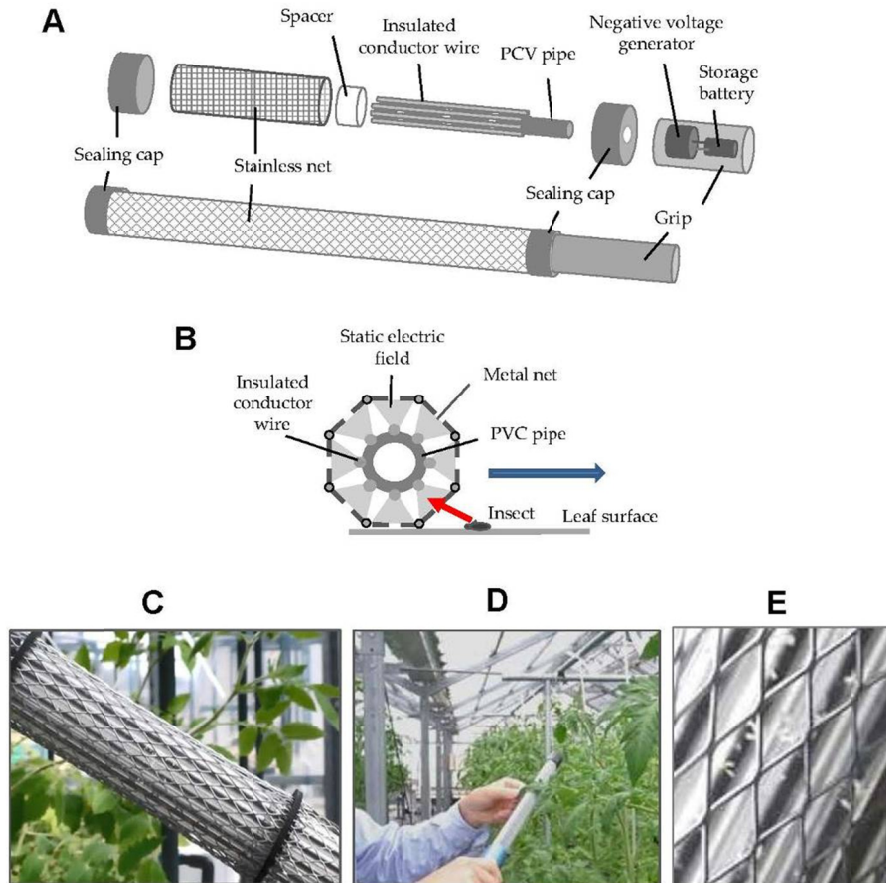 A
Spacer
Insulated
conductor wire
PCV pipe
Negative voltage
generator
Storage
battery
Sealing cap
Stainless net
Sealing cap
Grip
B
Static electric
field
Insulated
conductor
wire
Metal net
PVC pipe
Insect
Leaf surface
C
D
E